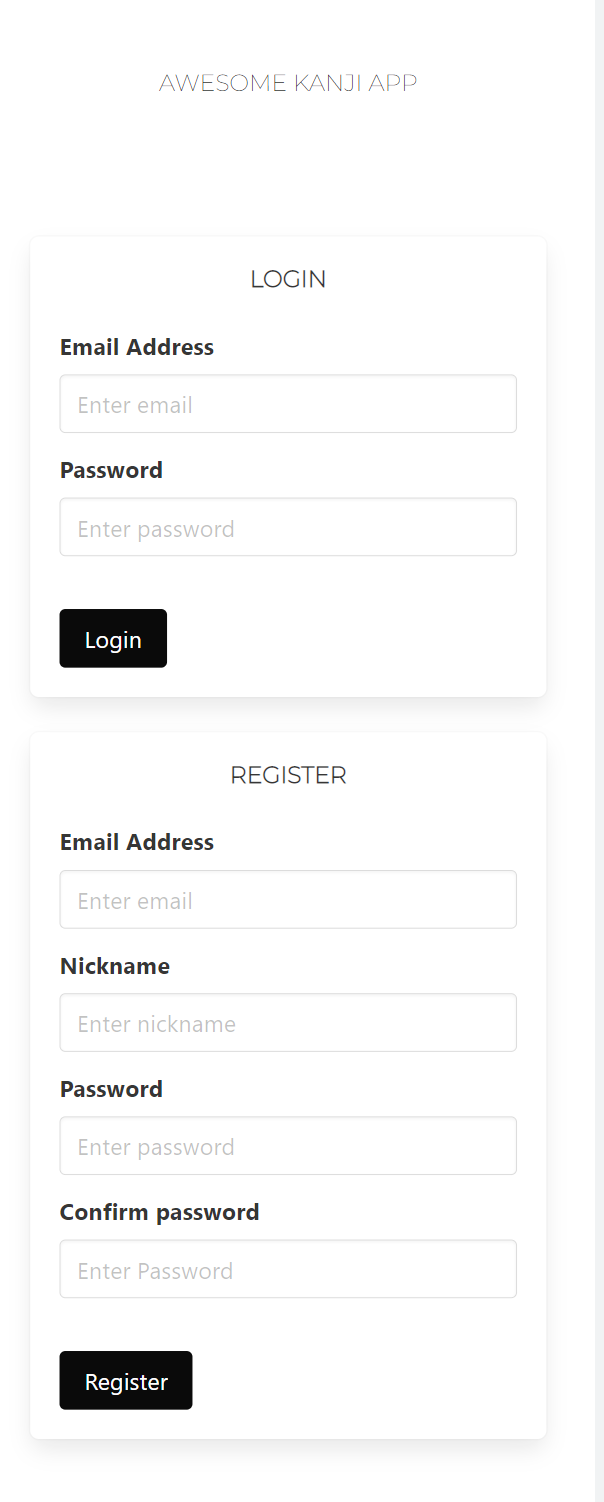 AWESOME KANJI APP
LOGIN
Email Address
Enter email
Password
Enter password
Login
REGISTER
Email Address
Enter email
Nickname
Enter nickname
Password
Enter password
Confirm password
Enter Password
Register